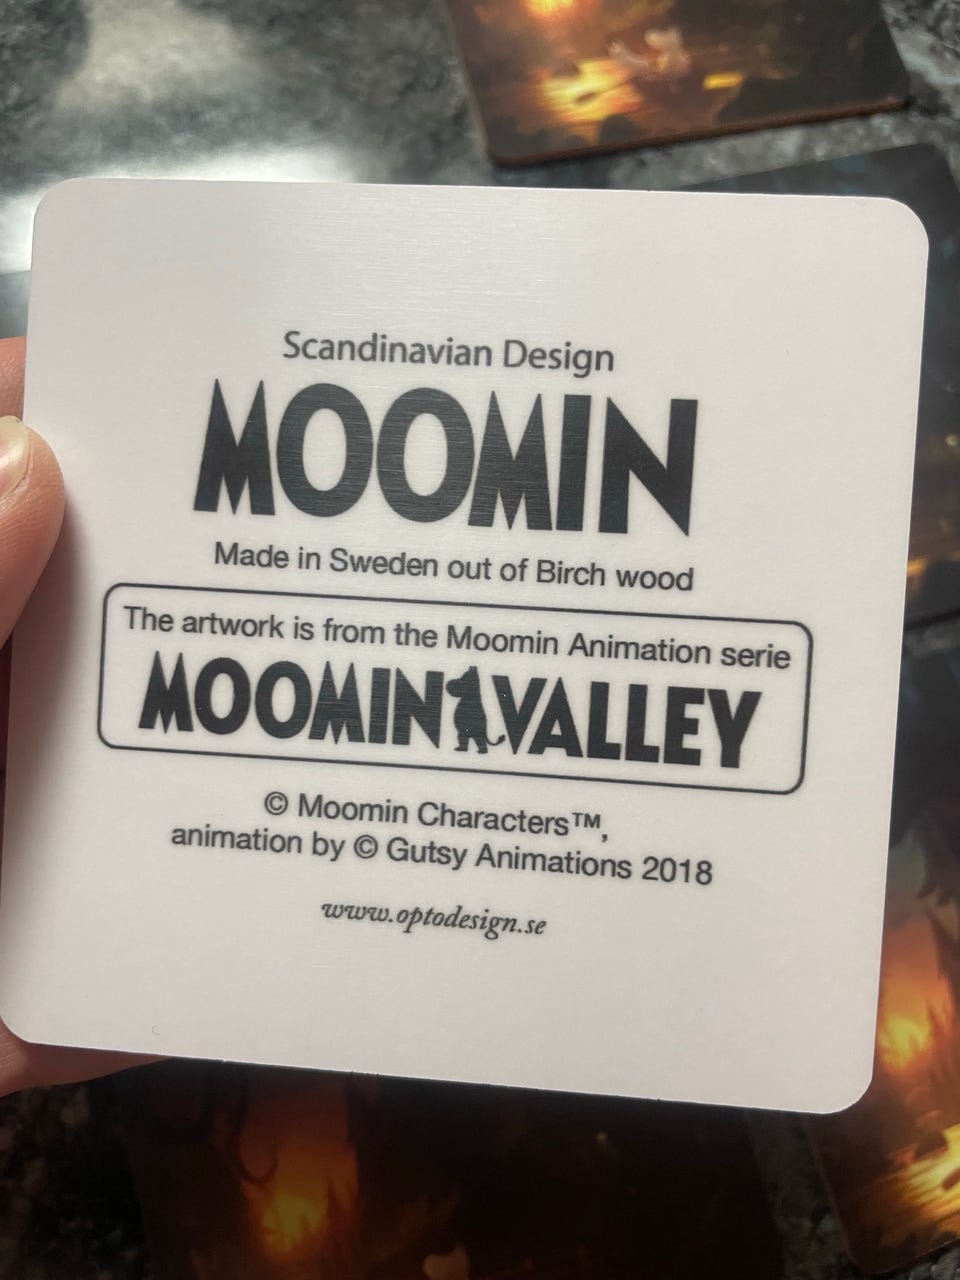 Scandinavian Design
MOOMIN
Made in Sweden out of Birch wood
The artwork is from the Moomin Animation serie
MOOMINVALLEY
© Moomin Characters™,
animation by © Gutsy Animations 2018
www.optodesign.se